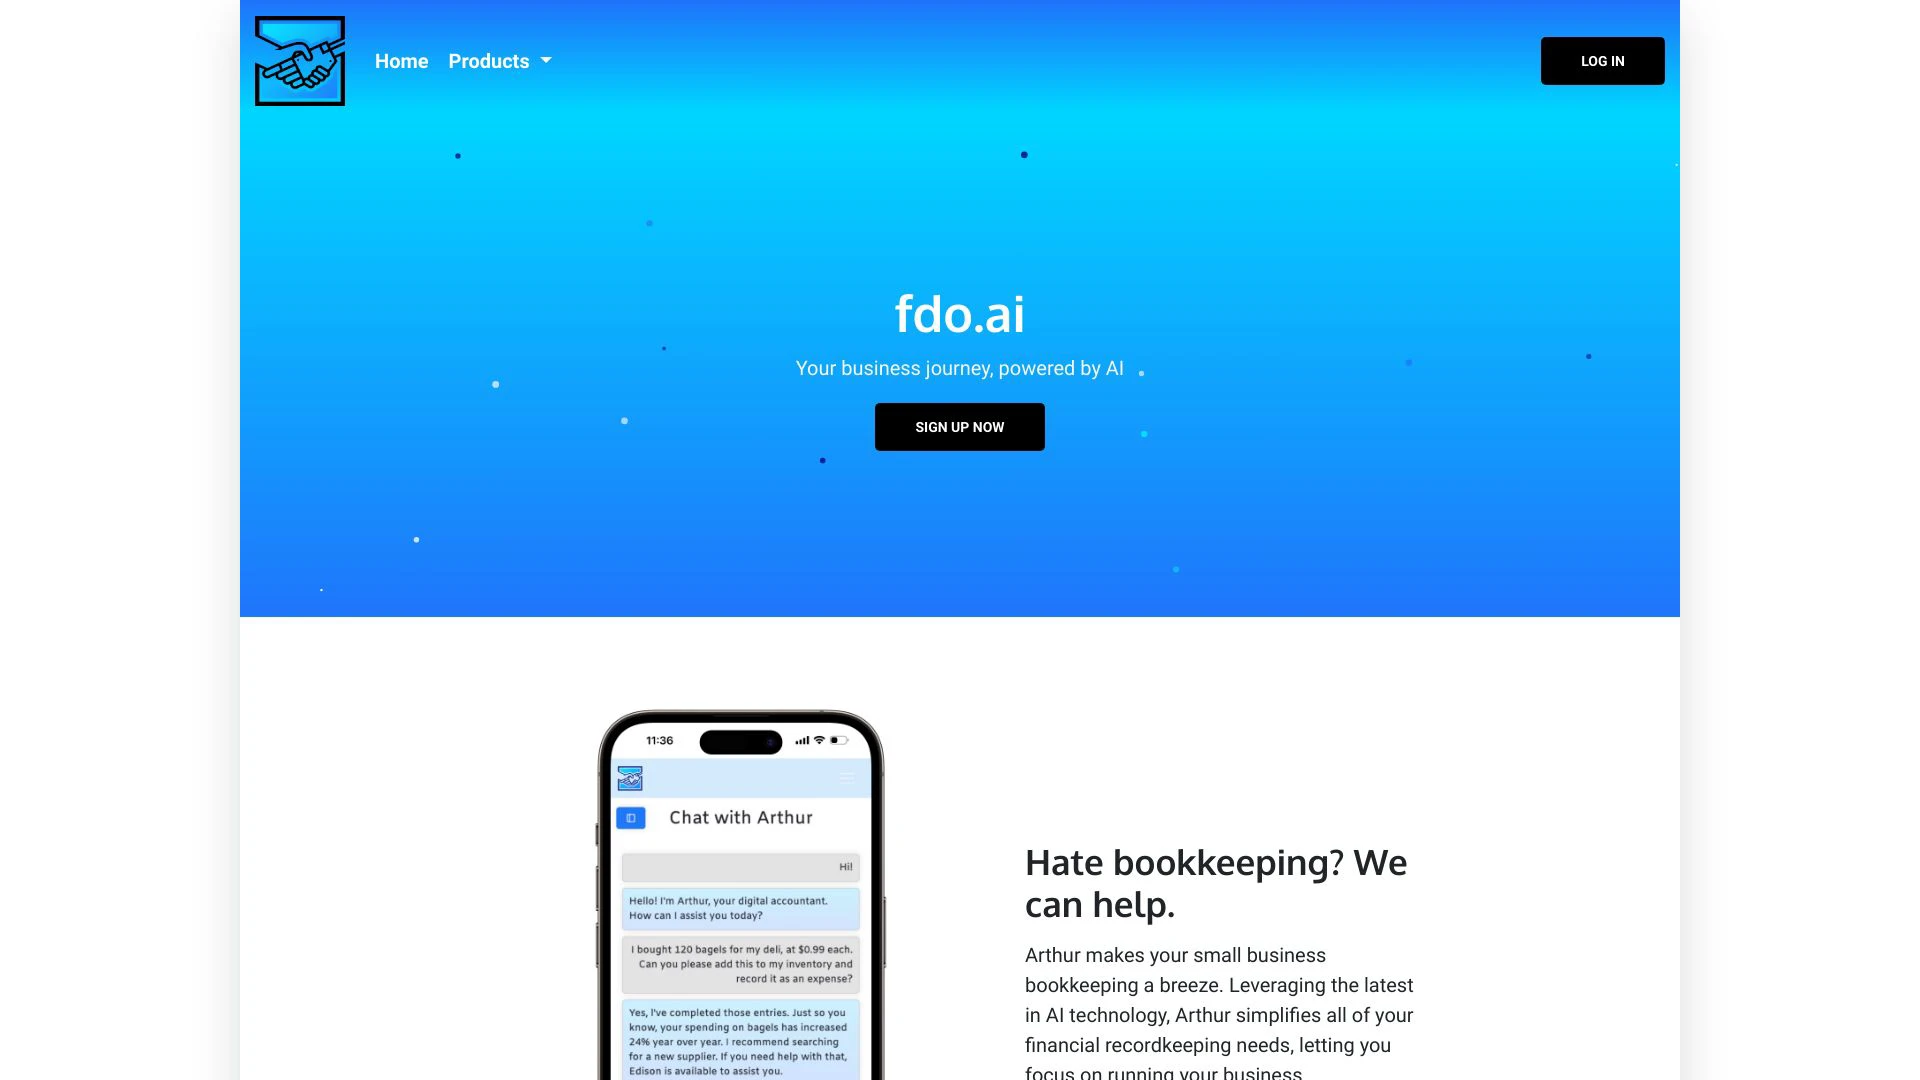 Home
Products
LOG IN
fdo.ai
Your business journey, powered by AI
SIGN UP NOW
11:36
Chat with Arthur
Hi!
Hello! I'm Arthur, your digital accountant.
How can I assist you today?
I bought 120 bagels for my deli, at $0.99 each.
Can you please add this to my inventory and
record it as an expense?
Yes, I've completed those entries. Just so you
know, your spending on bagels has increased
24% year over year. I recommend searching
for a new supplier. If you need help with that,
Edison is available to assist you.
Hate bookkeeping? We
can help.
Arthur makes your small business
bookkeeping a breeze. Leveraging the latest
in AI technology, Arthur simplifies all of your
financial recordkeeping needs, letting you
focus on running your business.